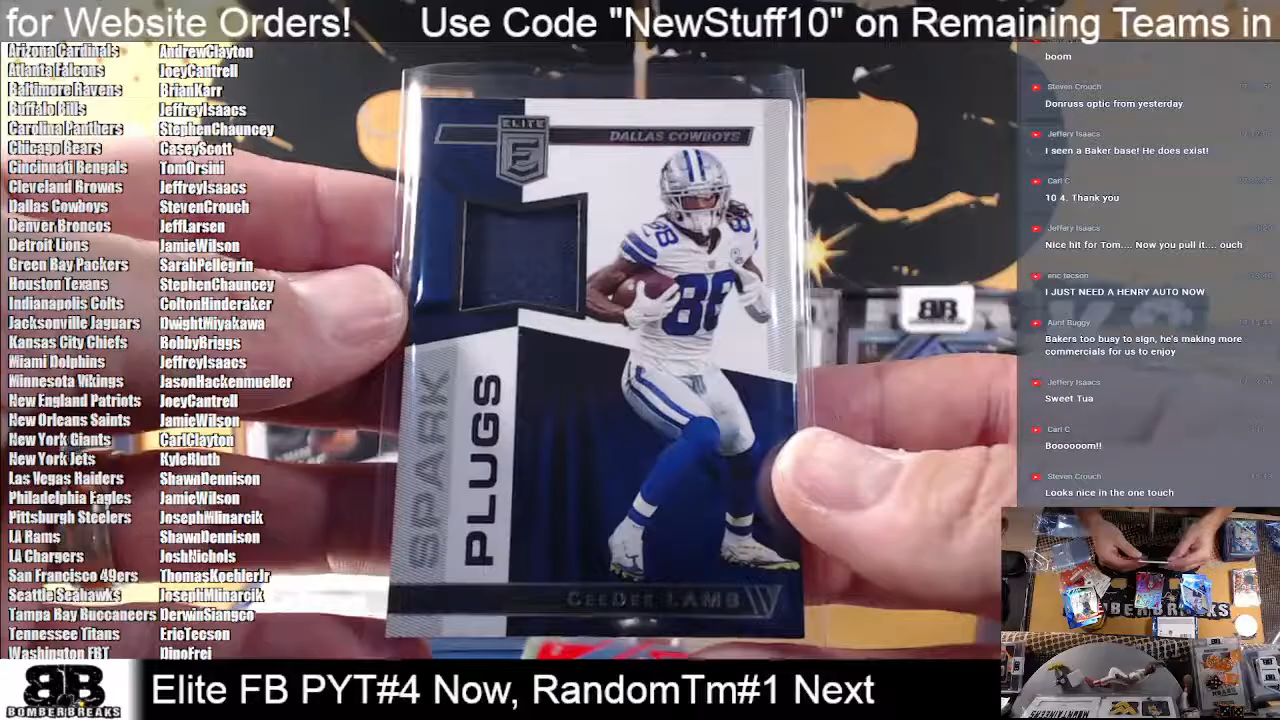 for Website Orders! Use Code "NewStuff10" on Remaining Teams in
Arizona Cardinals AndrewClayton
Atlanta Falcons JoeyCantrell
Baltimore Ravens BrianKarr
Buffalo Bills JeffreyIsaacs
Carolina Panthers StephenChauncey
Chicago Bears CaseyScott
Cincinnati Bengals TomOrsini
Cleveland Browns JeffreyIsaacs
Dallas Cowboys StevenCrouch
Denver Broncos JeffLarsen
Detroit Lions JamieWilson
Green Bay Packers SarahPellegrin
Houston Texans StephenChauncey
Indianapolis Colts ColtonHinderaker
Jacksonville Jaguars DwightMiyakawa
Kansas City Chiefs BobbyBriggs
Miami Dolphins JeffreyIsaacs
Minnesota Vikings JasonHackenmueller
New England Patriots JoeyCantrell
New Orleans Saints JamieWilson
New York Giants CarlClayton
New York Jets KyleBluth
Las Vegas Raiders ShawnDennison
Philadelphia Eagles JamieWilson
Pittsburgh Steelers JosephMlinarcik
LA Rams ShawnDennison
LA Chargers JoshNichols
San Francisco 49ers ThomasKoehlerJr
Seattle Seahawks JosephMlinarcik
Tampa Bay Buccaneers DerwinSiangco
Tennessee Titans EricTecson
Washington FBT DinoFrei
ELITE
E
DALLAS COWBOYS
88
88
SPARK
PLUGS
CEEDEE LAMB
BB
boom
Steven Crouch
Donruss optic from yesterday
Jeffery Isaacs
I seen a Baker base! He does exist!
Carl C
10 4. Thank you
Jeffery Isaacs
Nice hit for Tom.... Now you pull it.... ouch
eric tecson
I JUST NEED A HENRY AUTO NOW
Aunt Buggy
Bakers too busy to sign, he's making more
commercials for us to enjoy
Jeffery Isaacs
Sweet Tua
Carl C
Boooooom!!
Steven Crouch
Looks nice in the one touch
BB
BOMBERBREAKS
Elite FB PYT#4 Now, RandomTm#1 Next